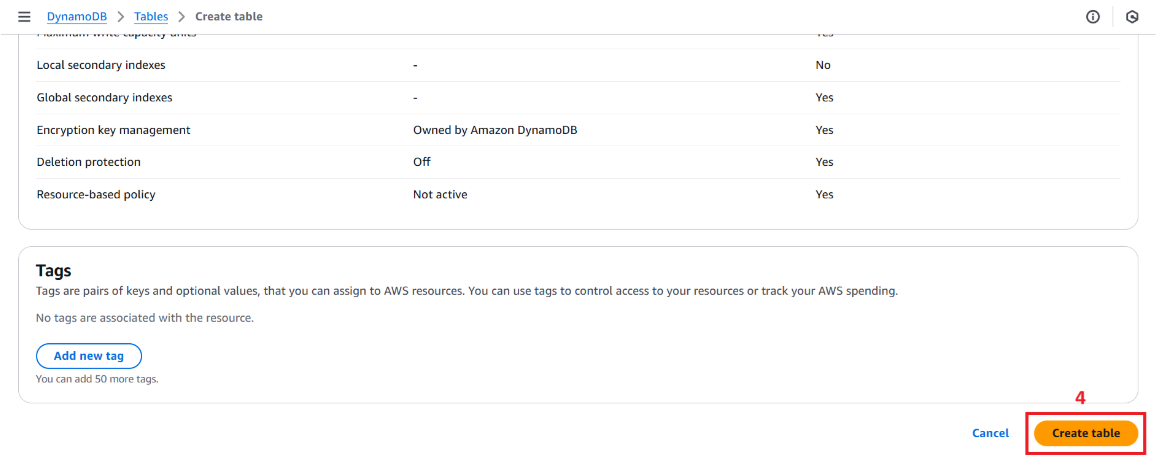 DynamoDB > Tables > Create table
Maximum write capacity units Yes
Local secondary indexes - No
Global secondary indexes - Yes
Encryption key management Owned by Amazon DynamoDB Yes
Deletion protection Off Yes
Resource-based policy Not active Yes
Tags
Tags are pairs of keys and optional values, that you can assign to AWS resources. You can use tags to control access to your resources or track your AWS spending.
No tags are associated with the resource.
Add new tag
You can add 50 more tags.
4
Cancel Create table